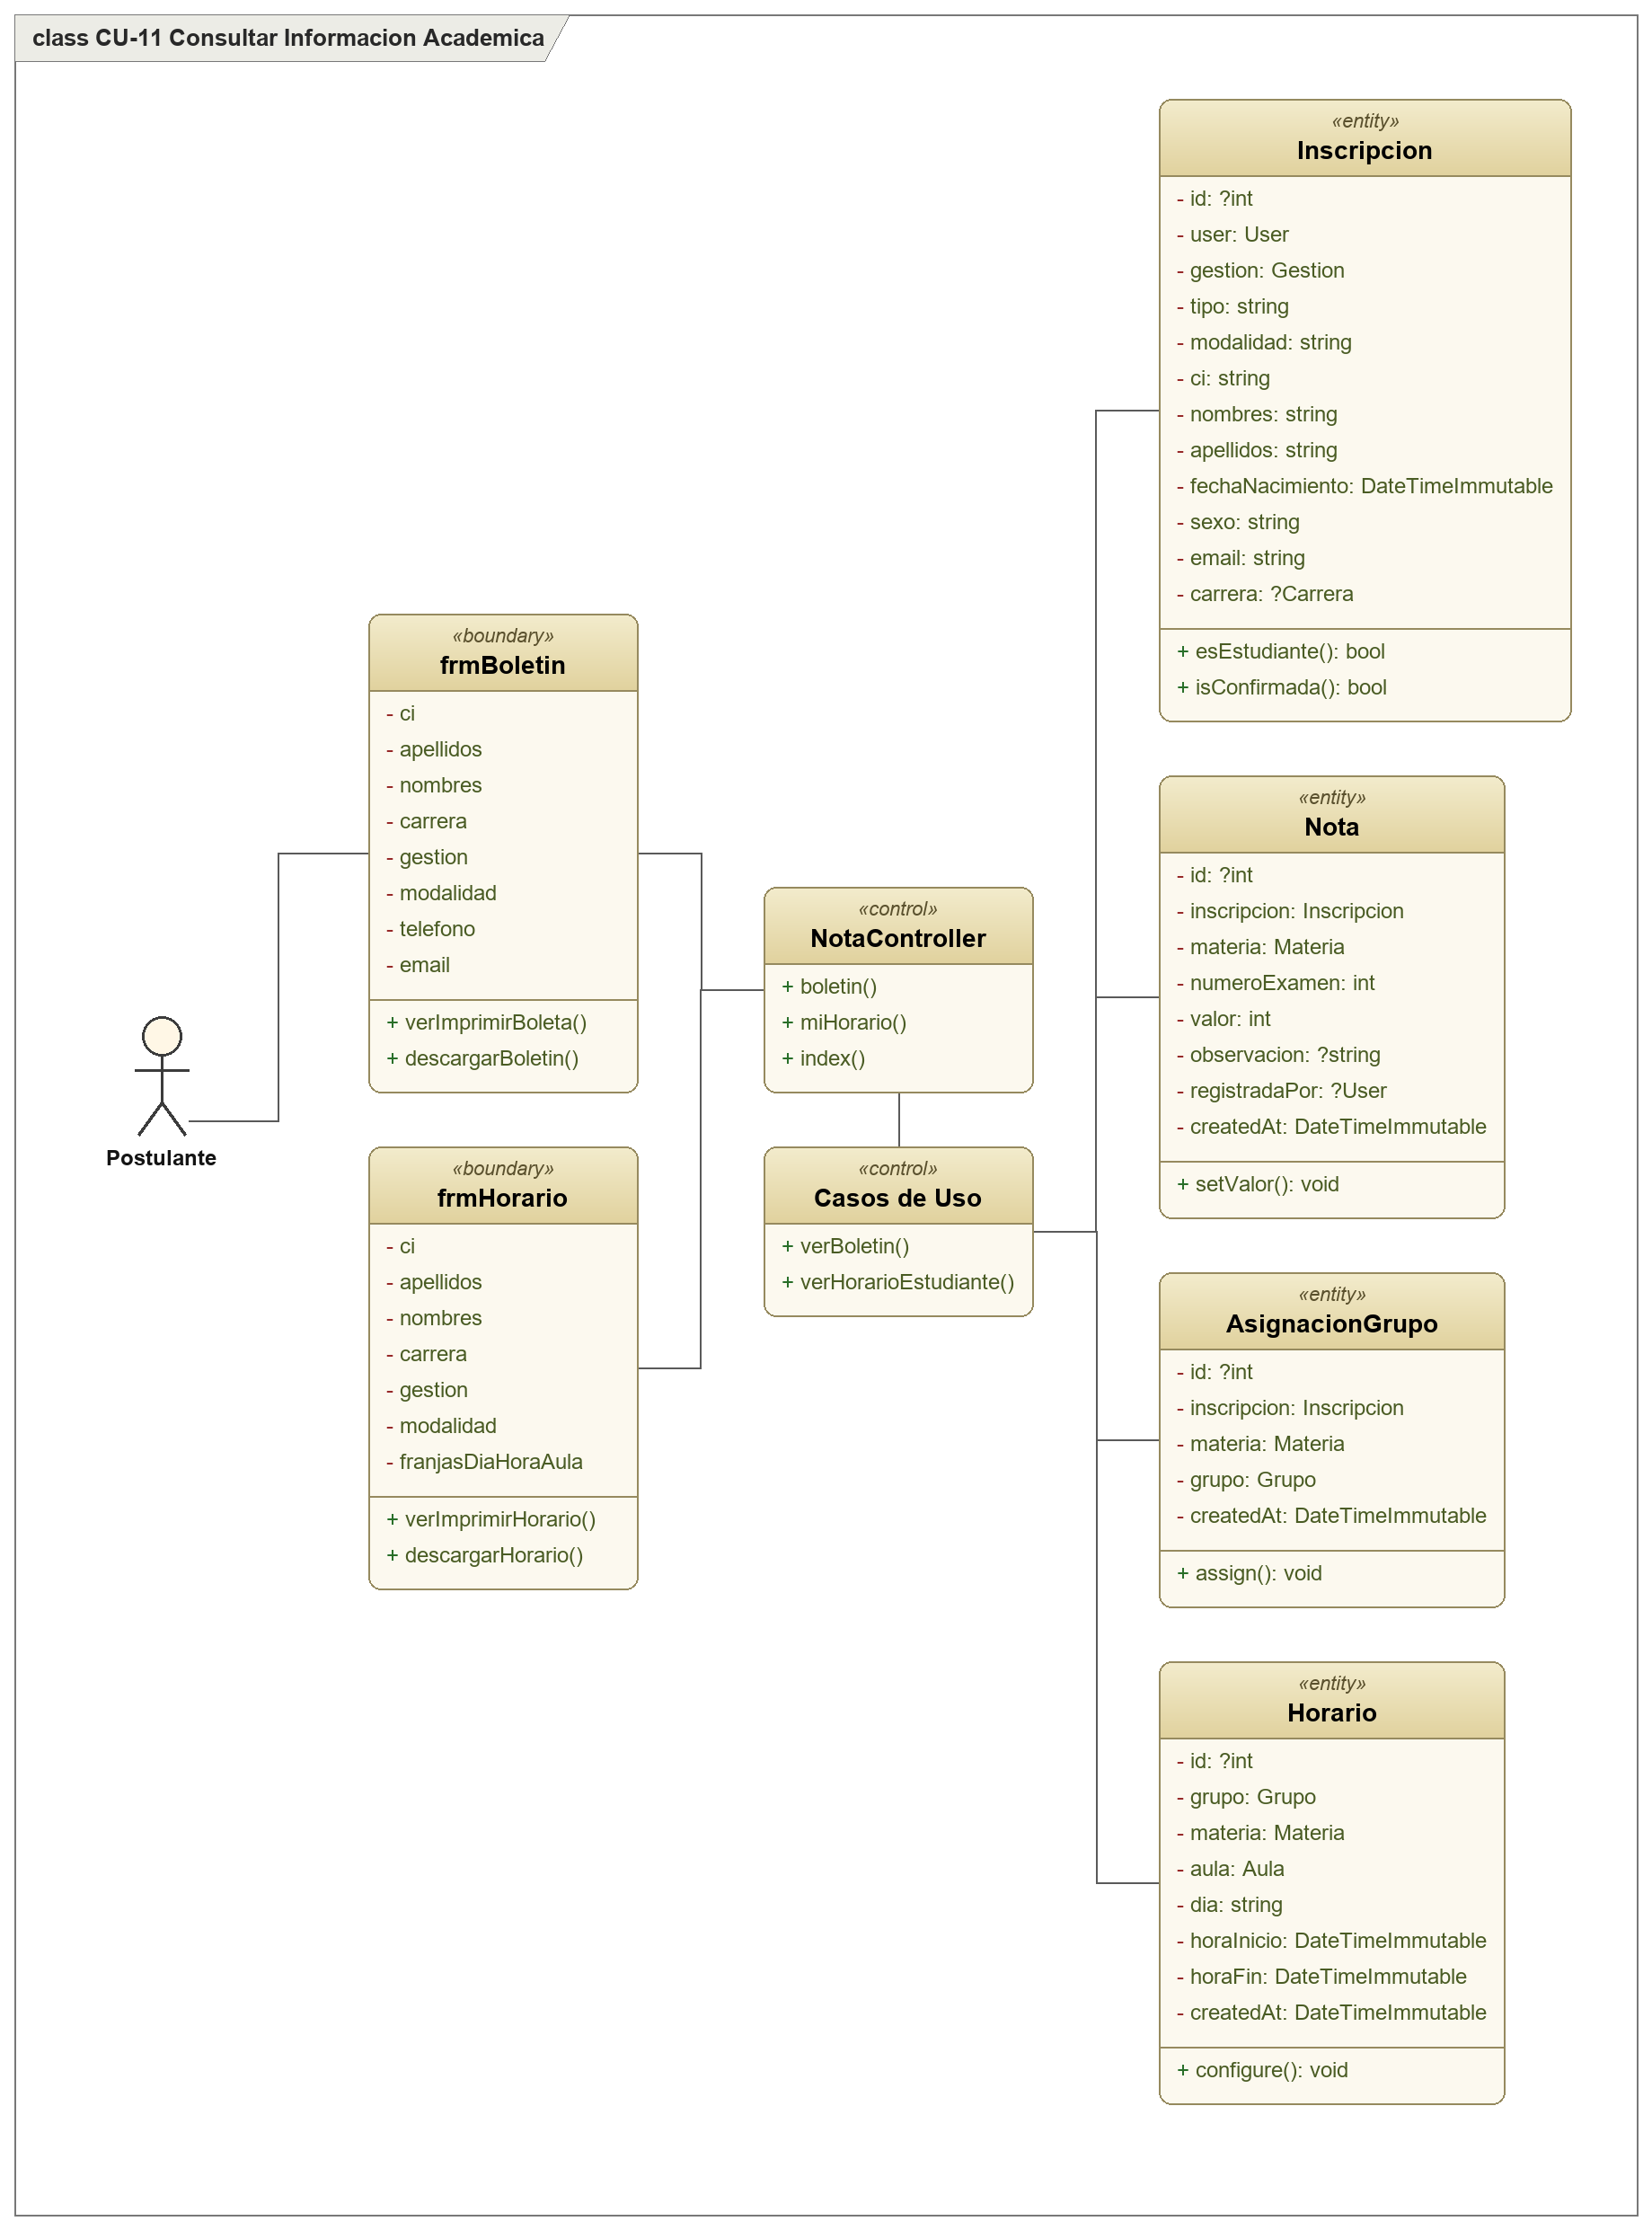 class CU-11 Consultar Informacion Academica
«entity»
Inscripcion
- id: ?int
- user: User
- gestion: Gestion
- tipo: string
- modalidad: string
- ci: string
- nombres: string
- apellidos: string
- fechaNacimiento: DateTimeImmutable
- sexo: string
- email: string
- carrera: ?Carrera
+ esEstudiante(): bool
+ isConfirmada(): bool
«boundary»
frmBoletin
- ci
- apellidos
- nombres
- carrera
- gestion
- modalidad
- telefono
- email
+ verImprimirBoleta()
+ descargarBoletin()
«entity»
Nota
- id: ?int
- inscripcion: Inscripcion
- materia: Materia
- numeroExamen: int
- valor: int
- observacion: ?string
- registradaPor: ?User
- createdAt: DateTimeImmutable
+ setValor(): void
«control»
NotaController
+ boletin()
+ miHorario()
+ index()
Postulante
«boundary»
frmHorario
- ci
- apellidos
- nombres
- carrera
- gestion
- modalidad
- franjasDiaHoraAula
+ verImprimirHorario()
+ descargarHorario()
«control»
Casos de Uso
+ verBoletin()
+ verHorarioEstudiante()
«entity»
AsignacionGrupo
- id: ?int
- inscripcion: Inscripcion
- materia: Materia
- grupo: Grupo
- createdAt: DateTimeImmutable
+ assign(): void
«entity»
Horario
- id: ?int
- grupo: Grupo
- materia: Materia
- aula: Aula
- dia: string
- horaInicio: DateTimeImmutable
- horaFin: DateTimeImmutable
- createdAt: DateTimeImmutable
+ configure(): void